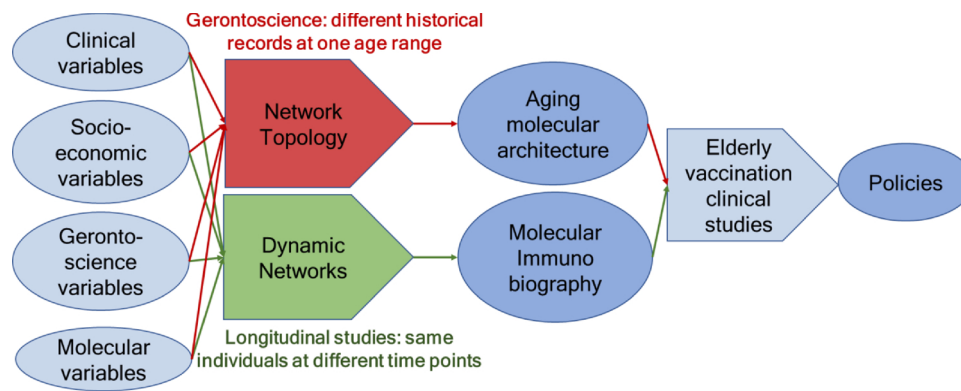 Gerontoscience: different historical
records at one age range
Clinical
variables
Socio-
economic
variables
Geronto-
science
variables
Molecular
variables
Network
Topology
Dynamic
Networks
Longitudinal studies: same
individuals at different time points
Aging
molecular
architecture
Molecular
Immuno
biography
Elderly
vaccination
clinical
studies
Policies